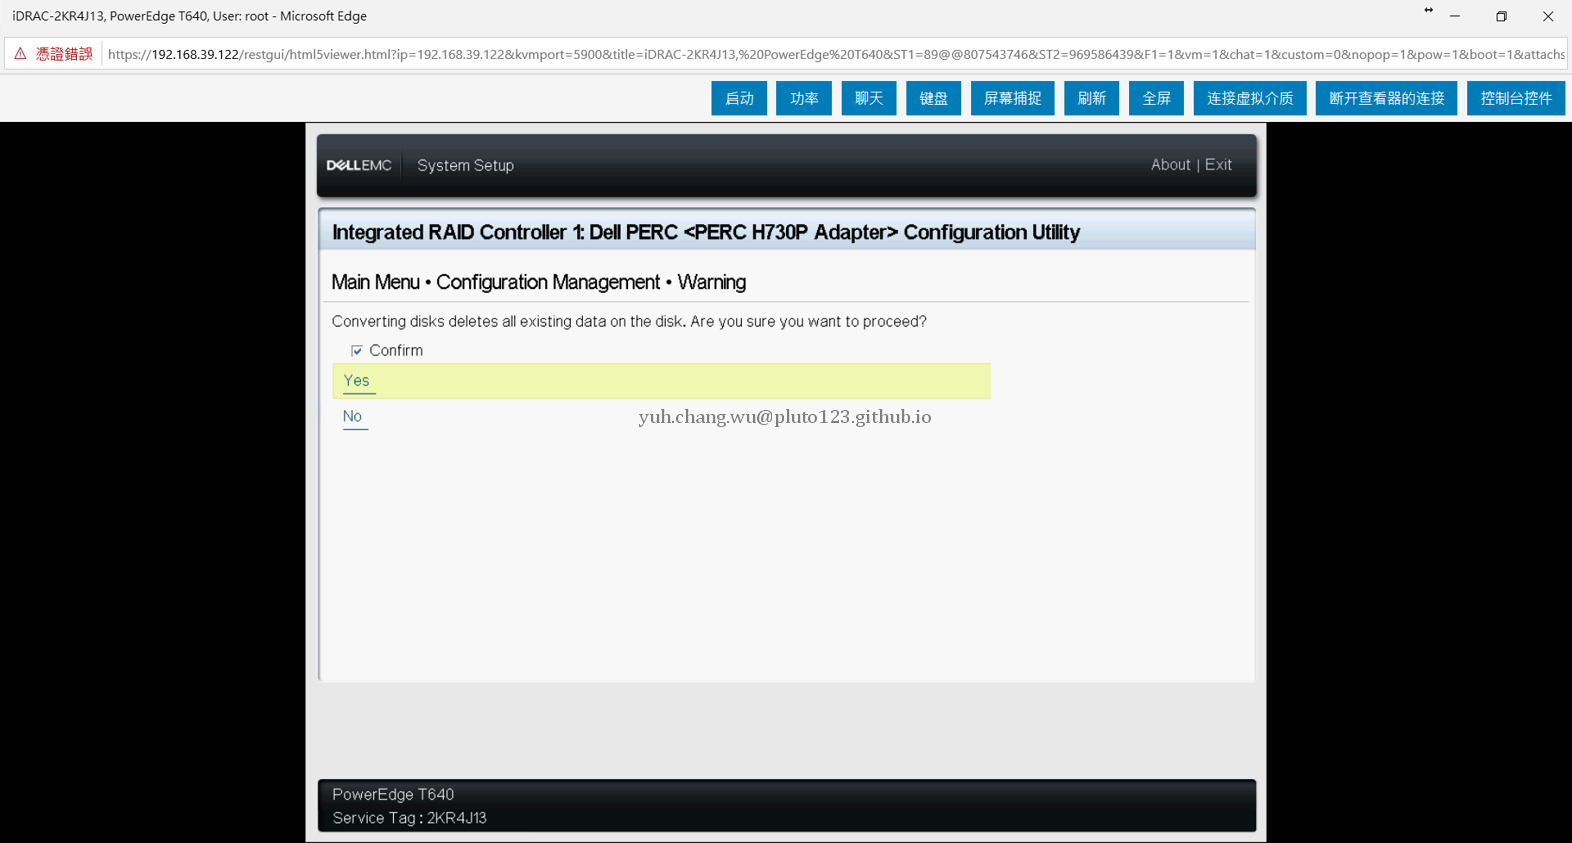 iDRAC-2KR4J13, PowerEdge T640, User: root - Microsoft Edge
憑證錯誤 https://192.168.39.122/restgui/html5viewer.html?ip=192.168.39.122&kvmport=5900&title=iDRAC-2KR4J13,%20PowerEdge%20T640&ST1=89@@807543746&ST2=969586439&F1=1&vm=1&chat=1&custom=0&nopop=1&pow=1&boot=1&attachs
启动 功率 聊天 键盘 屏幕捕捉 刷新 全屏 连接虚拟介质 断开查看器的连接 控制台控件
DELLEMC System Setup About | Exit
Integrated RAID Controller 1: Dell PERC <PERC H730P Adapter> Configuration Utility
Main Menu • Configuration Management • Warning
Converting disks deletes all existing data on the disk. Are you sure you want to proceed?
Confirm
Yes
No
yuh.chang.wu@pluto123.github.io
PowerEdge T640
Service Tag : 2KR4J13